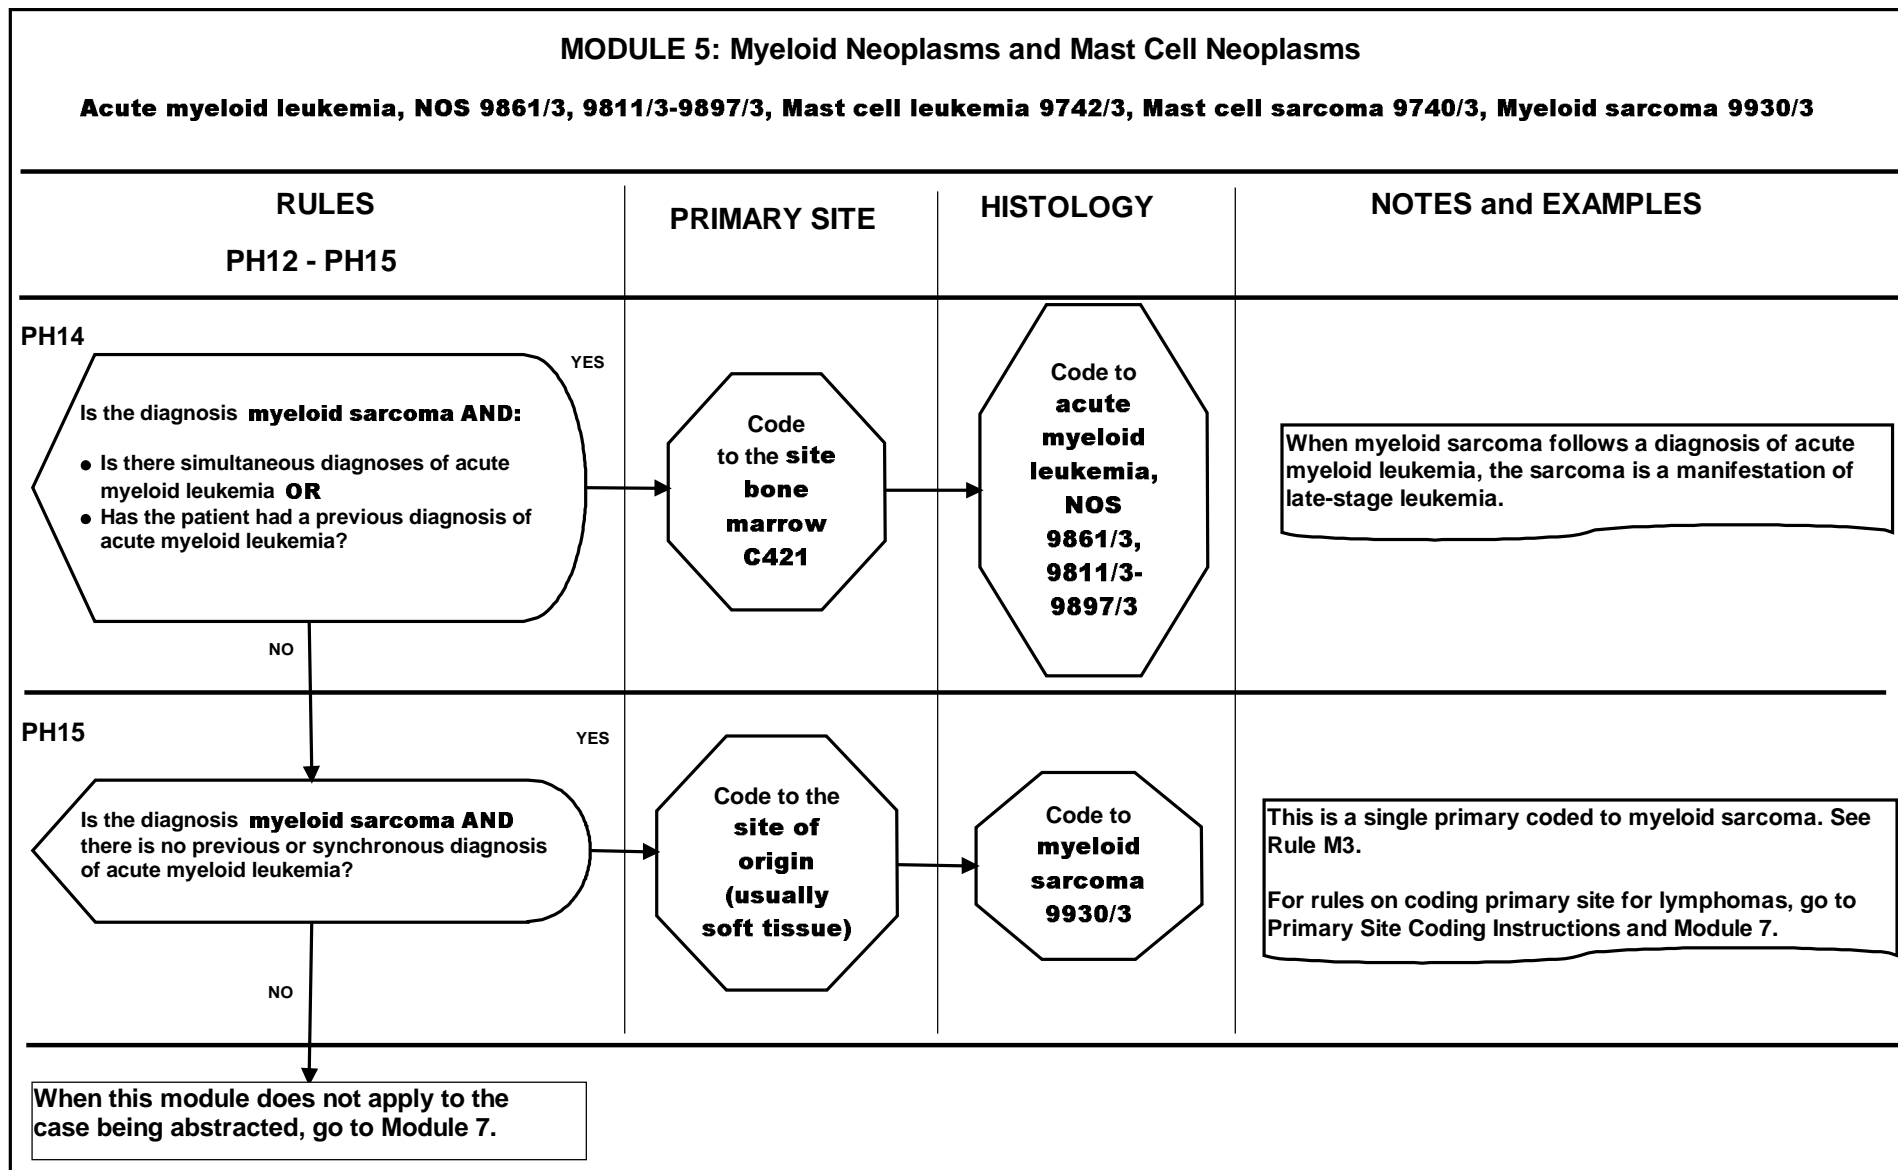 MODULE 5: Myeloid Neoplasms and Mast Cell Neoplasms
Acute myeloid leukemia, NOS 9861/3, 9811/3-9897/3, Mast cell leukemia 9742/3, Mast cell sarcoma 9740/3, Myeloid sarcoma 9930/3
RULES
PH12 - PH15
PRIMARY SITE
HISTOLOGY
NOTES and EXAMPLES
PH14
YES
Is the diagnosis myeloid sarcoma AND:
● Is there simultaneous diagnoses of acute
myeloid leukemia OR
● Has the patient had a previous diagnosis of
acute myeloid leukemia?
NO
Code
to the site
bone
marrow
C421
Code to
acute
myeloid
leukemia,
NOS
9861/3,
9811/3-
9897/3
When myeloid sarcoma follows a diagnosis of acute
myeloid leukemia, the sarcoma is a manifestation of
late-stage leukemia.
PH15
YES
Is the diagnosis myeloid sarcoma AND
there is no previous or synchronous diagnosis
of acute myeloid leukemia?
NO
Code to the
site of
origin
(usually
soft tissue)
Code to
myeloid
sarcoma
9930/3
This is a single primary coded to myeloid sarcoma. See
Rule M3.
For rules on coding primary site for lymphomas, go to
Primary Site Coding Instructions and Module 7.
When this module does not apply to the
case being abstracted, go to Module 7.